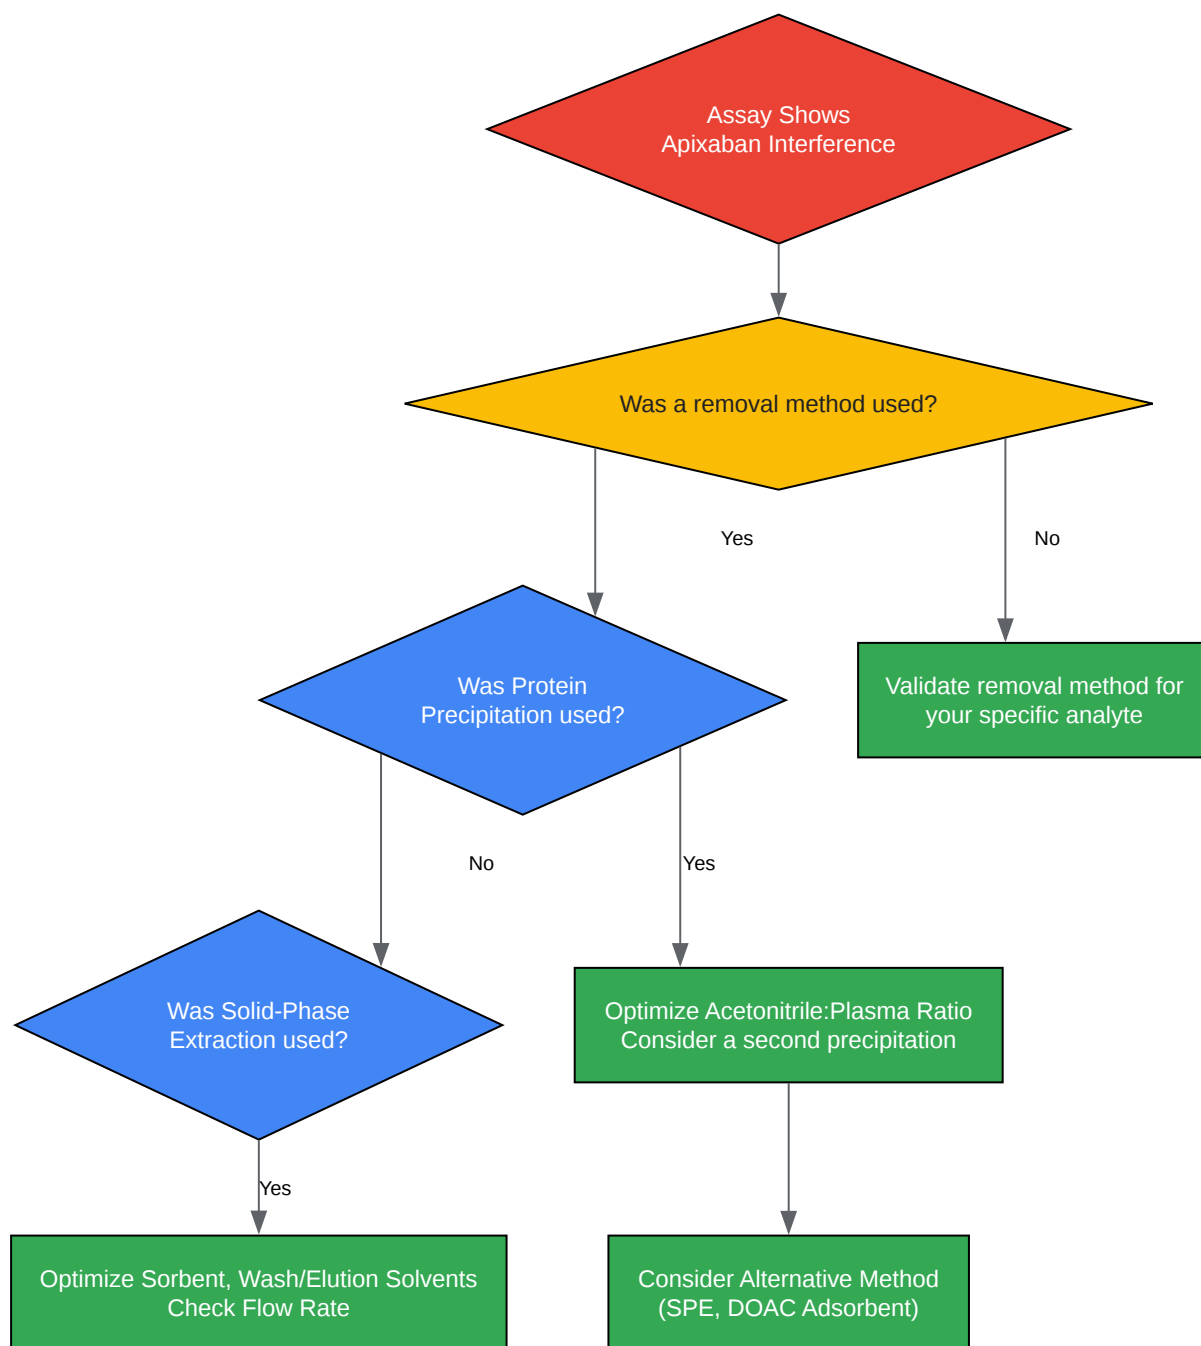 Assay Shows
Apixaban Interference
Was a removal method used?
Yes
No
Was Protein
Precipitation used?
Validate removal method for
your specific analyte
No
Yes
Was Solid-Phase
Extraction used?
Optimize Acetonitrile:Plasma Ratio
Consider a second precipitation
Yes
Optimize Sorbent, Wash/Elution Solvents
Check Flow Rate
Consider Alternative Method
(SPE, DOAC Adsorbent)